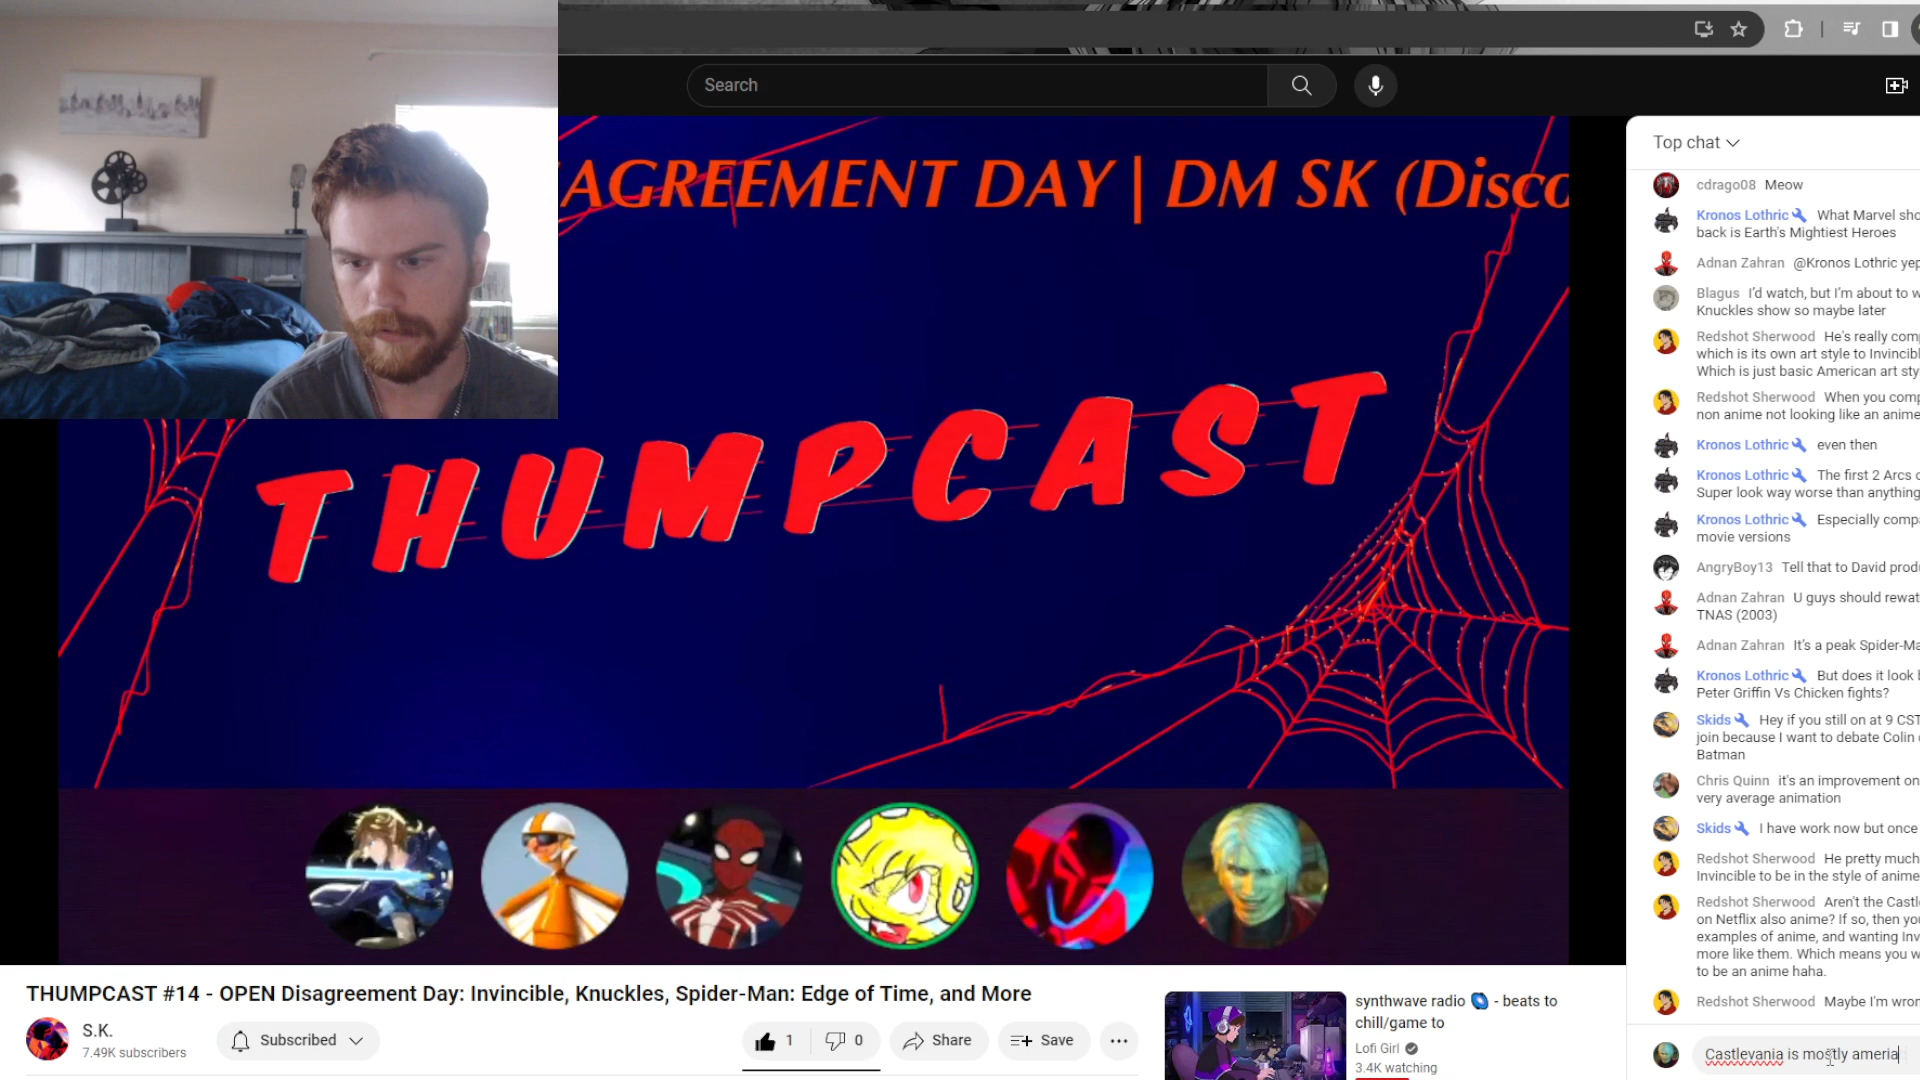 Search
AGREEMENT DAY | DM SK (Disco
THUMPCAST
Top chat
cdrago08 Meow
Kronos Lothric What Marvel sho
back is Earth's Mightiest Heroes
Adnan Zahran @Kronos Lothric yep
Blagus I'd watch, but I'm about to w
Knuckles show so maybe later
Redshot Sherwood He's really comp
which is its own art style to Invincibl
Which is just basic American art sty
Redshot Sherwood When you comp
non anime not looking like an anime
Kronos Lothric even then
Kronos Lothric The first 2 Arcs o
Super look way worse than anything
Kronos Lothric Especially compa
movie versions
AngryBoy13 Tell that to David produ
Adnan Zahran U guys should rewat
TNAS (2003)
Adnan Zahran It's a peak Spider-Ma
Kronos Lothric But does it look b
Peter Griffin Vs Chicken fights?
Skids Hey if you still on at 9 CST
join because I want to debate Colin o
Batman
Chris Quinn it's an improvement on
very average animation
Skids I have work now but once
Redshot Sherwood He pretty much
Invincible to be in the style of anime
Redshot Sherwood Aren't the Castle
on Netflix also anime? If so, then you
examples of anime, and wanting Inv
more like them. Which means you w
to be an anime haha.
Redshot Sherwood Maybe I'm wron
Castlevania is mostly ameria
THUMPCAST #14 - OPEN Disagreement Day: Invincible, Knuckles, Spider-Man: Edge of Time, and More
S.K.
7.49K subscribers
Subscribed
1
0
Share
Save
synthwave radio 🌌 - beats to
chill/game to
Lofi Girl
3.4K watching